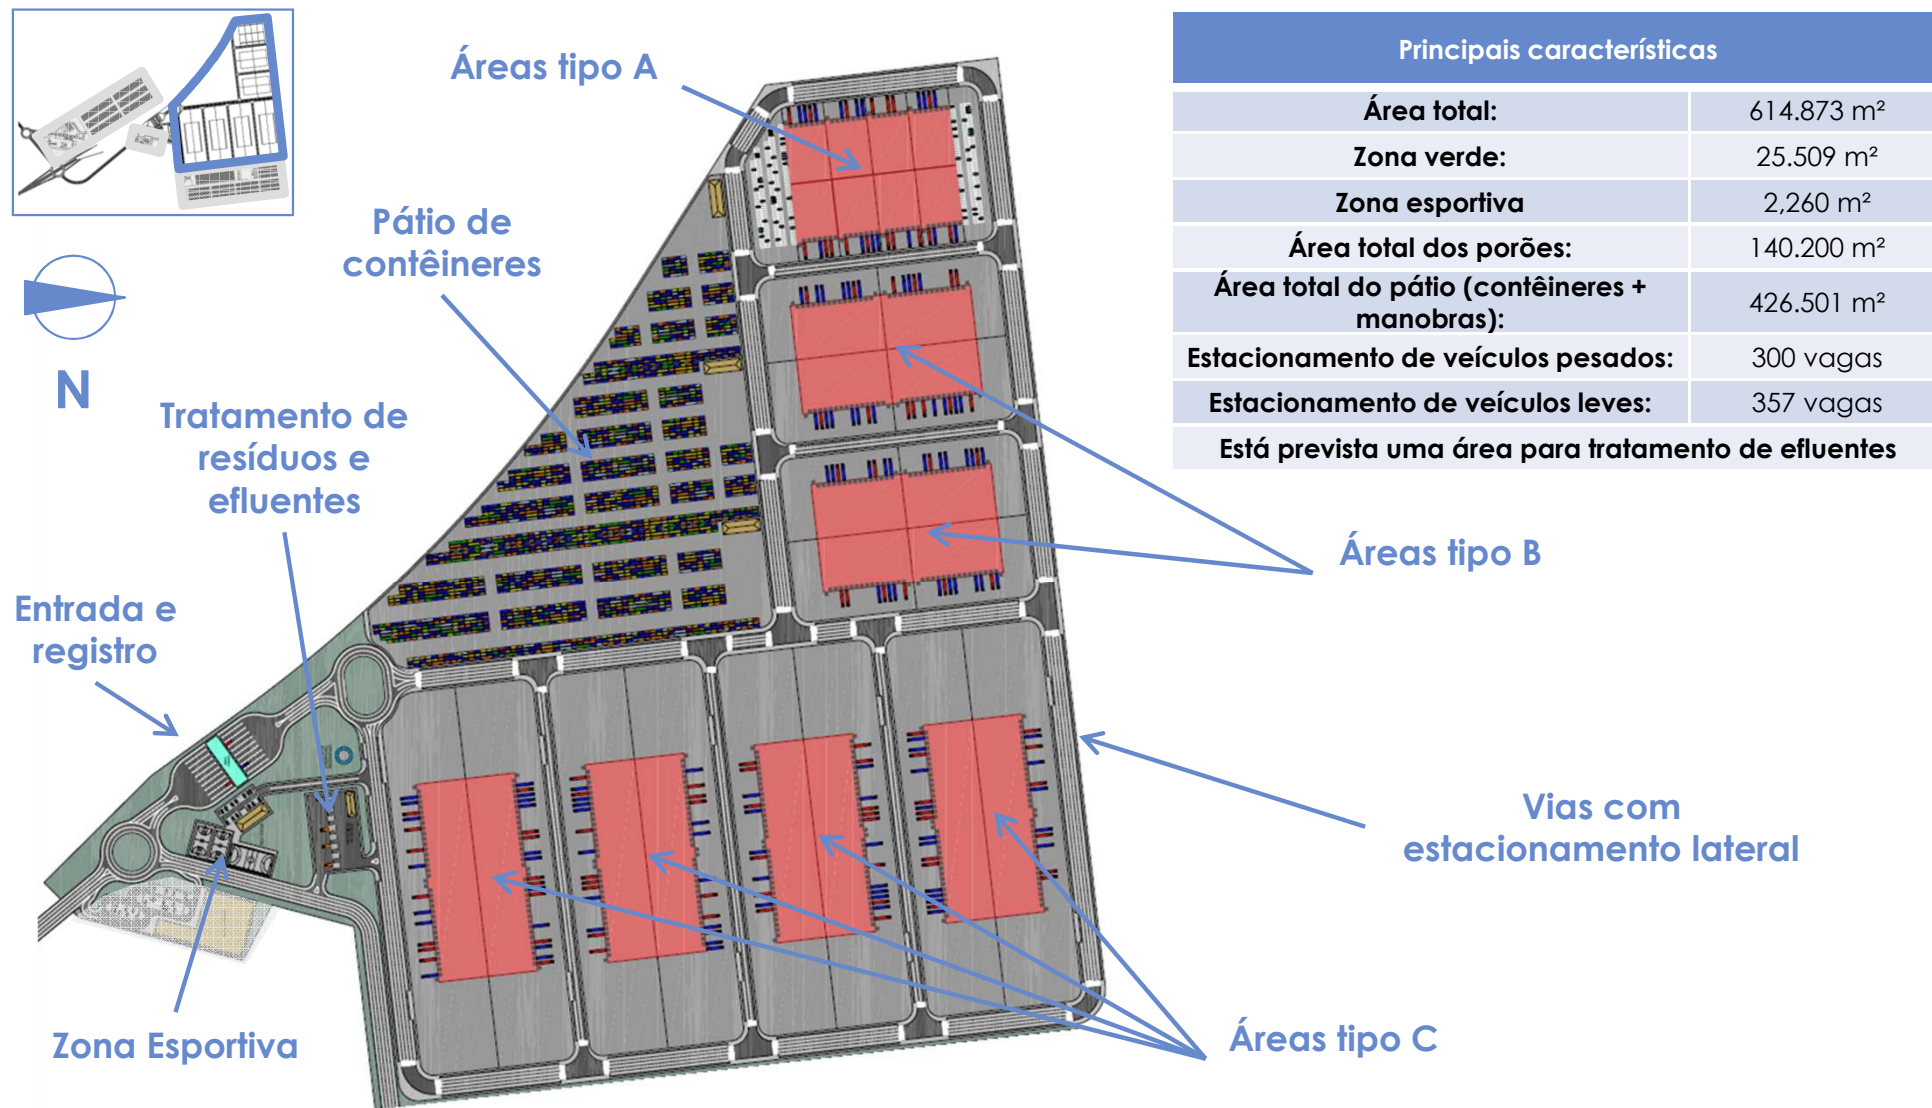 Áreas tipo A
Pátio de
contêineres
N
Tratamento de
resíduos e
efluentes
Entrada e
registro
Zona Esportiva
Principais características
Área total: 614.873 m²
Zona verde: 25.509 m²
Zona esportiva 2,260 m²
Área total dos porões: 140.200 m²
Área total do pátio (contêineres +
manobras): 426.501 m²
Estacionamento de veículos pesados: 300 vagas
Estacionamento de veículos leves: 357 vagas
Está prevista uma área para tratamento de efluentes
Áreas tipo B
Vias com
estacionamento lateral
Áreas tipo C